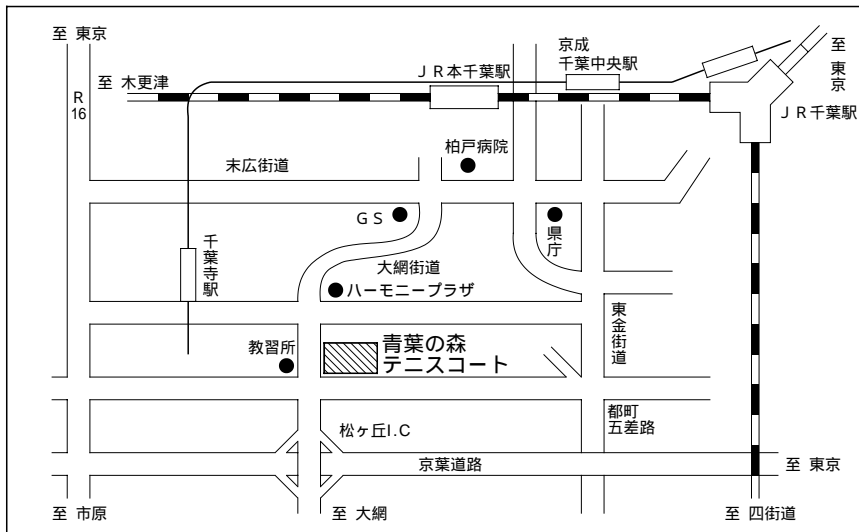 至 東京
京成
千葉中央駅
至 東京
至 木更津
ＪＲ本千葉駅
R
16
ＪＲ千葉駅
柏戸病院
末広街道
ＧＳ
県庁
千葉寺駅
大網街道
ハーモニープラザ
東金街道
教習所
青葉の森
テニスコート
松ヶ丘I.C
都町
五差路
京葉道路
至 東京
至 市原
至 大網
至 四街道